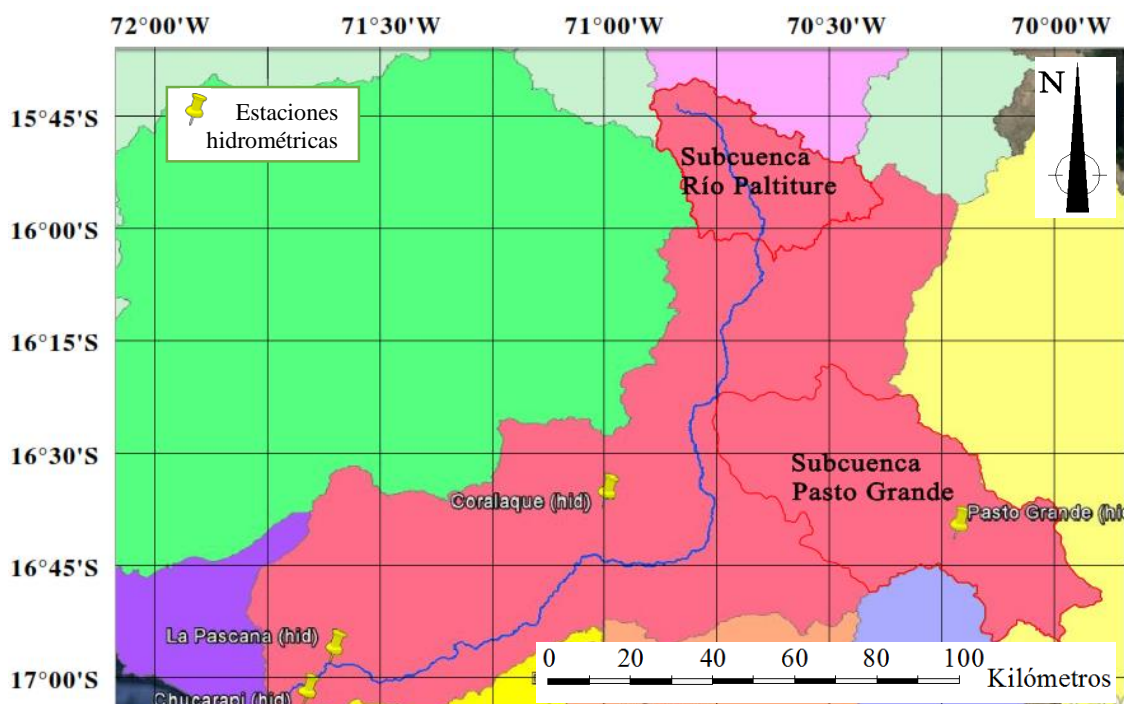 72°00'W 71°30'W 71°00'W 70°30'W 70°00'W
15°45'S
16°00'S
16°15'S
16°30'S
16°45'S
17°00'S
Estaciones
hidrométricas
N
Subcuenca
Río Paltiture
Subcuenca
Pasto Grande
Coralaque (hid)
Pasto Grande (hid
La Pascana (hid)
Chucarapi (hid)
0 20 40 60 80 100
Kilómetros